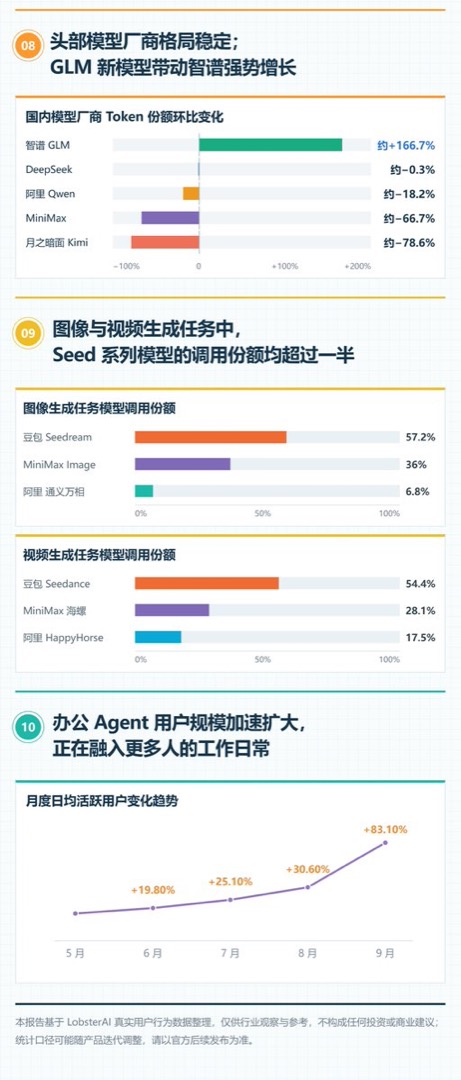 08
头部模型厂商格局稳定；
GLM 新模型带动智谱强势增长
国内模型厂商 Token 份额环比变化
智谱 GLM 约+166.7%
DeepSeek 约−0.3%
阿里 Qwen 约−18.2%
MiniMax 约−66.7%
月之暗面 Kimi 约−78.6%
−100% 0 +100% +200%
09
图像与视频生成任务中，
Seed 系列模型的调用份额均超过一半
图像生成任务模型调用份额
豆包 Seedream 57.2%
MiniMax Image 36%
阿里 通义万相 6.8%
0% 50% 100%
视频生成任务模型调用份额
豆包 Seedance 54.4%
MiniMax 海螺 28.1%
阿里 HappyHorse 17.5%
0% 50% 100%
10
办公 Agent 用户规模加速扩大，
正在融入更多人的工作日常
月度日均活跃用户变化趋势
+19.80% +25.10% +30.60% +83.10%
5 月 6 月 7 月 8 月 9 月
本报告基于 LobsterAI 真实用户行为数据整理，仅供行业观察与参考，不构成任何投资或商业建议；
统计口径可能随产品迭代调整，请以官方后续发布为准。